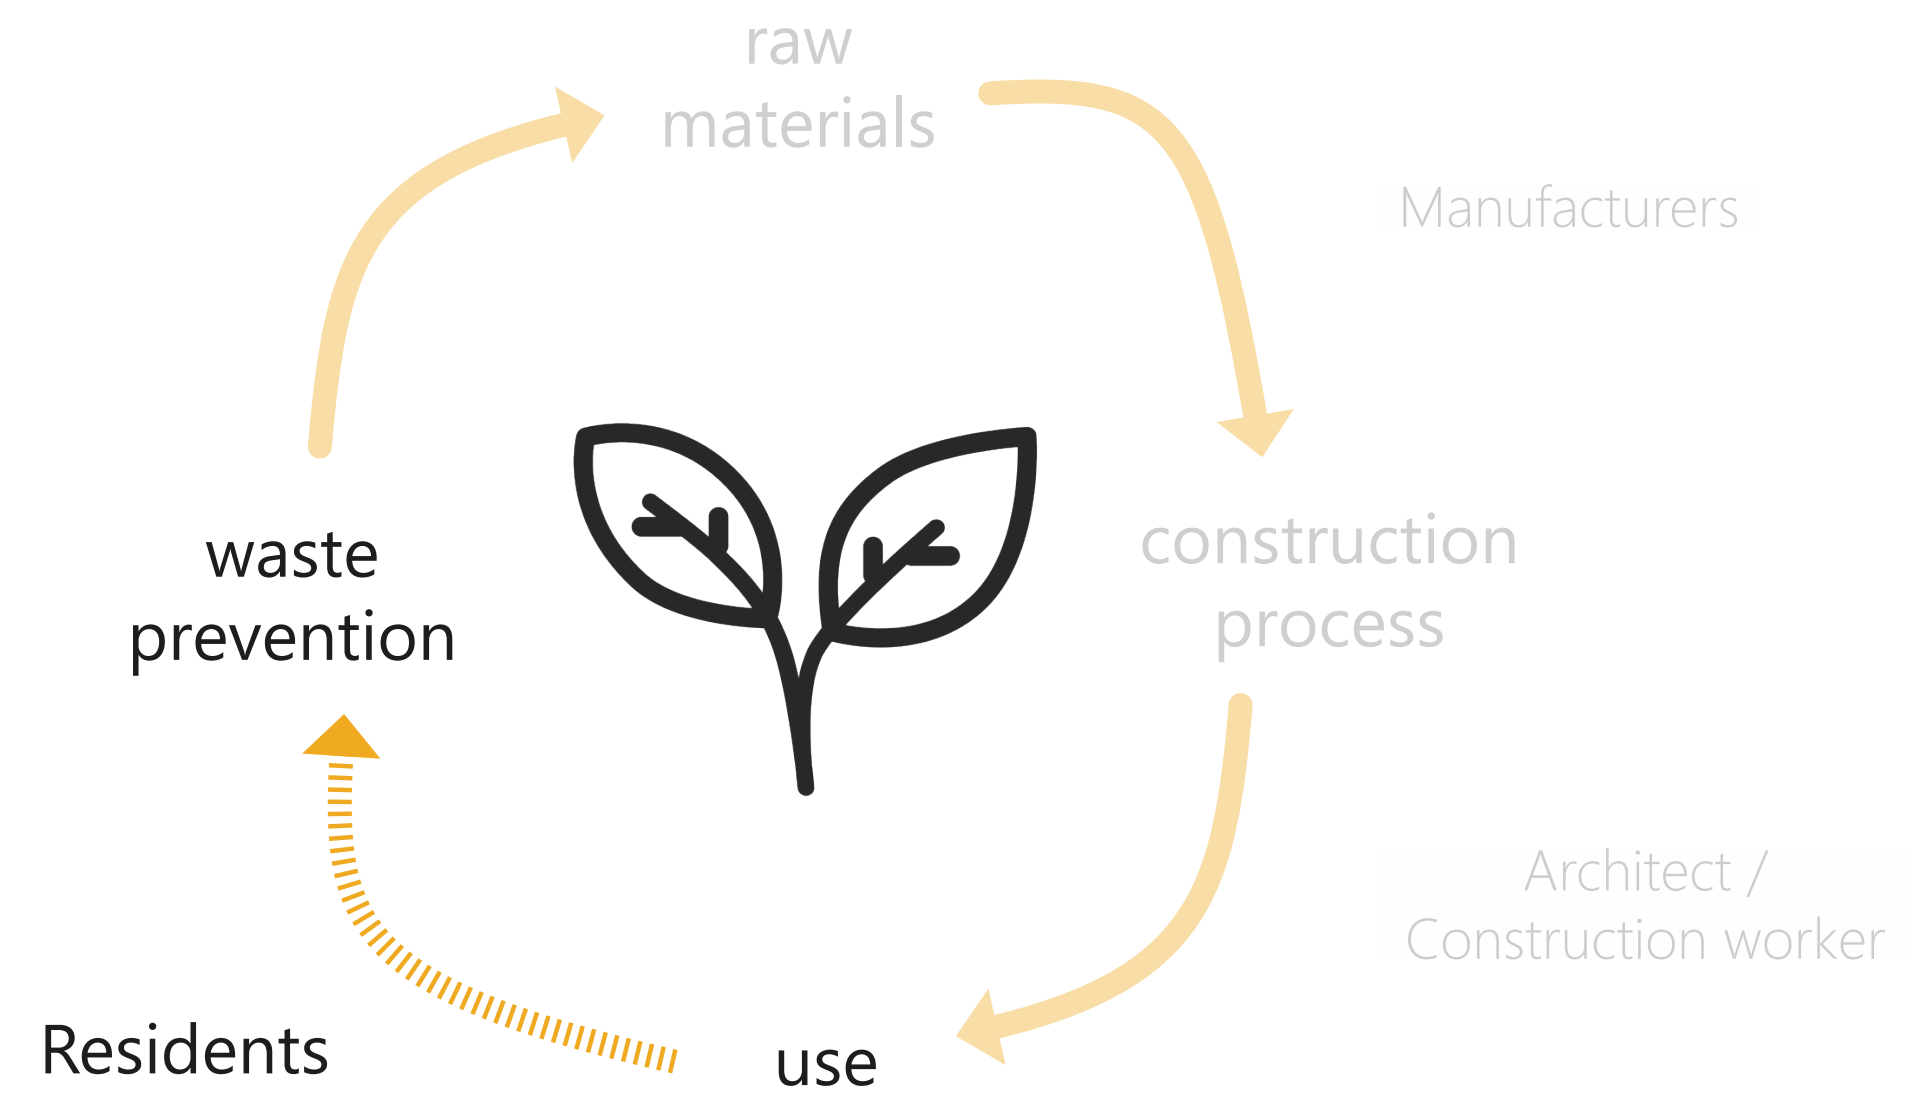 raw
materials
Manufacturers
construction
process
waste
prevention
Architect /
Construction worker
Residents
use